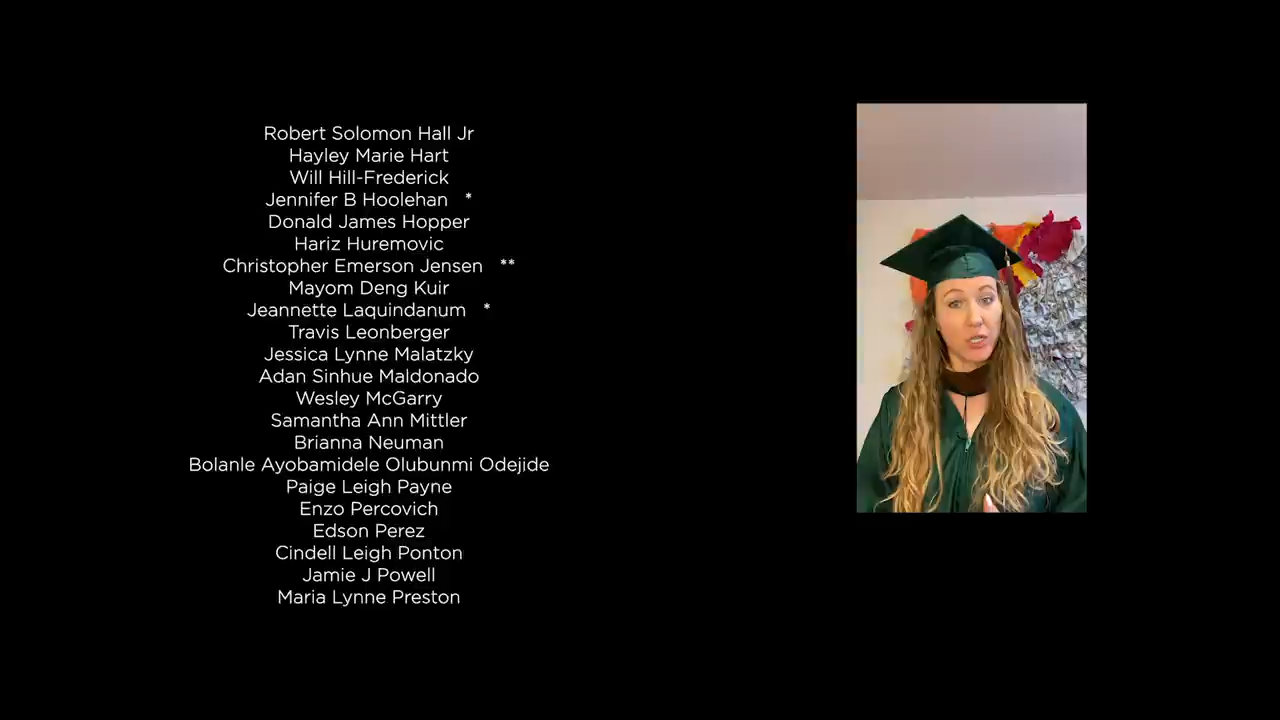 Robert Solomon Hall Jr
Hayley Marie Hart
Will Hill-Frederick
Jennifer B Hoolehan *
Donald James Hopper
Hariz Huremovic
Christopher Emerson Jensen **
Mayom Deng Kuir
Jeannette Laquindanum *
Travis Leonberger
Jessica Lynne Malatzky
Adan Sinhue Maldonado
Wesley McGarry
Samantha Ann Mittler
Brianna Neuman
Bolanle Ayobamidele Olubunmi Odejide
Paige Leigh Payne
Enzo Percovich
Edson Perez
Cindell Leigh Ponton
Jamie J Powell
Maria Lynne Preston